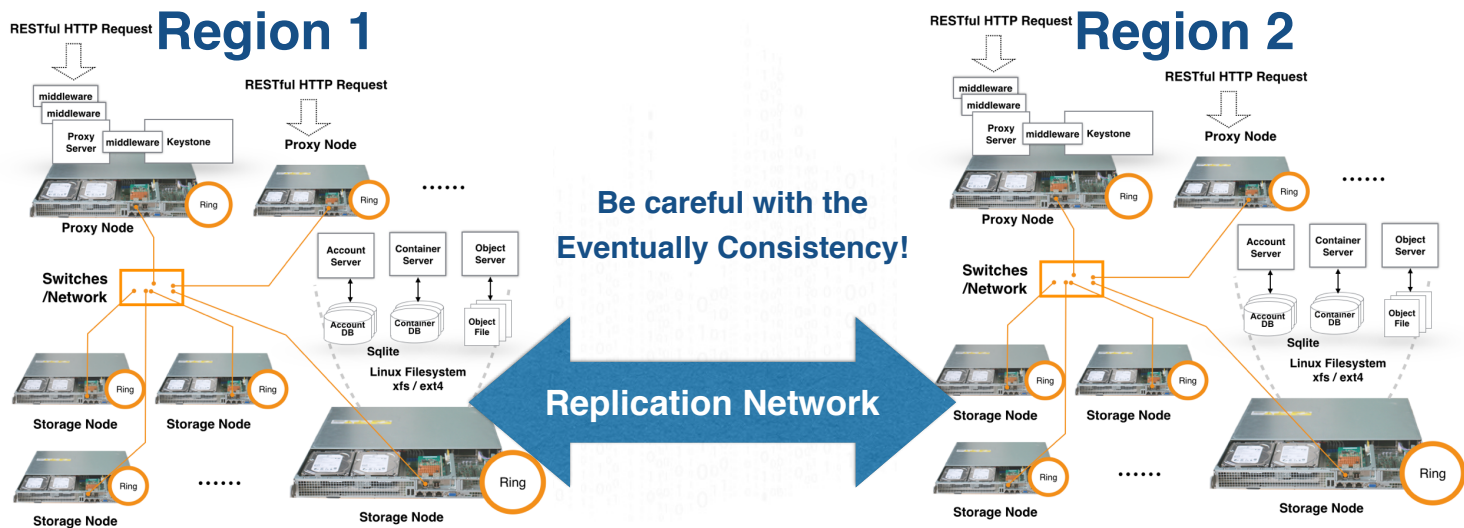 Region 1
RESTful HTTP Request
RESTful HTTP Request
middleware
middleware
Proxy
Server
middleware
Keystone
Proxy Node
Ring
Ring
......
Proxy Node
Switches
/Network
Account
Server
Container
Server
Object
Server
Account
DB
Container
DB
Object
File
Sqlite
Linux Filesystem
xfs / ext4
Ring
Ring
Storage Node
Storage Node
Ring
......
Ring
Storage Node
Storage Node
Be careful with the
Eventually Consistency!
Replication Network
Region 2
RESTful HTTP Request
RESTful HTTP Request
middleware
middleware
Proxy
Server
middleware
Keystone
Proxy Node
Ring
Ring
......
Proxy Node
Switches
/Network
Account
Server
Container
Server
Object
Server
Account
DB
Container
DB
Object
File
Sqlite
Linux Filesystem
xfs / ext4
Ring
Ring
Storage Node
Storage Node
Ring
......
Ring
Storage Node
Storage Node